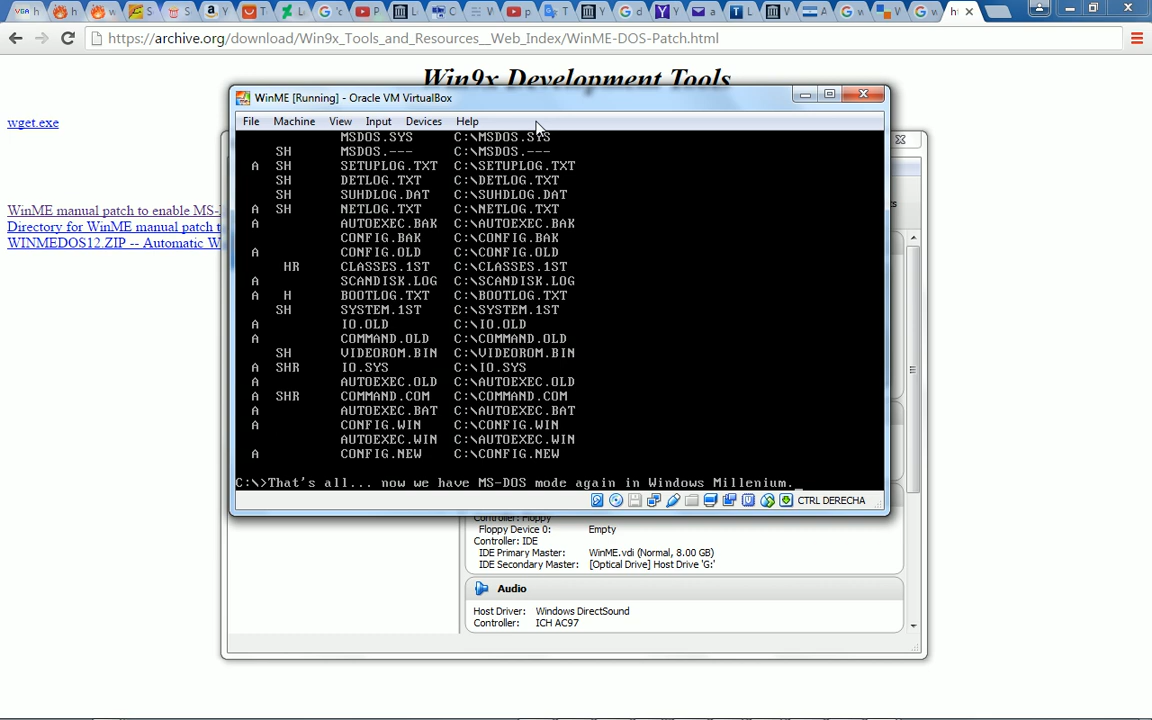 VGA h h w S S a Y T L G 'c P L C W p T Y G d Y Y a T L W A G w V G w h
https://archive.org/download/Win9x_Tools_and_Resources__Web_Index/WinME-DOS-Patch.html
Win9x Development Tools
wget.exe
WinME manual patch to enable MS-
Directory for WinME manual patch t
WINMEDOS12.ZIP -- Automatic W
WinME [Running] - Oracle VM VirtualBox
File Machine View Input Devices Help
MSDOS.SYS C:\MSDOS.SYS
SH MSDOS.--- C:\MSDOS.---
A SH SETUPLOG.TXT C:\SETUPLOG.TXT
SH DETLOG.TXT C:\DETLOG.TXT
SH SUHDLOG.DAT C:\SUHDLOG.DAT
A SH NETLOG.TXT C:\NETLOG.TXT
A AUTOEXEC.BAK C:\AUTOEXEC.BAK
CONFIG.BAK C:\CONFIG.BAK
A CONFIG.OLD C:\CONFIG.OLD
HR CLASSES.1ST C:\CLASSES.1ST
A SCANDISK.LOG C:\SCANDISK.LOG
A H BOOTLOG.TXT C:\BOOTLOG.TXT
SH SYSTEM.1ST C:\SYSTEM.1ST
A IO.OLD C:\IO.OLD
A COMMAND.OLD C:\COMMAND.OLD
SH VIDEOROM.BIN C:\VIDEOROM.BIN
A SHR IO.SYS C:\IO.SYS
A AUTOEXEC.OLD C:\AUTOEXEC.OLD
A SHR COMMAND.COM C:\COMMAND.COM
A AUTOEXEC.BAT C:\AUTOEXEC.BAT
A CONFIG.WIN C:\CONFIG.WIN
AUTOEXEC.WIN C:\AUTOEXEC.WIN
A CONFIG.NEW C:\CONFIG.NEW
C:\>That's all... now we have MS-DOS mode again in Windows Millenium._
CTRL DERECHA
Controller: Floppy
Floppy Device 0: Empty
Controller: IDE
IDE Primary Master: WinME.vdi (Normal, 8.00 GB)
IDE Secondary Master: [Optical Drive] Host Drive 'G:'
Audio
Host Driver: Windows DirectSound
Controller: ICH AC97